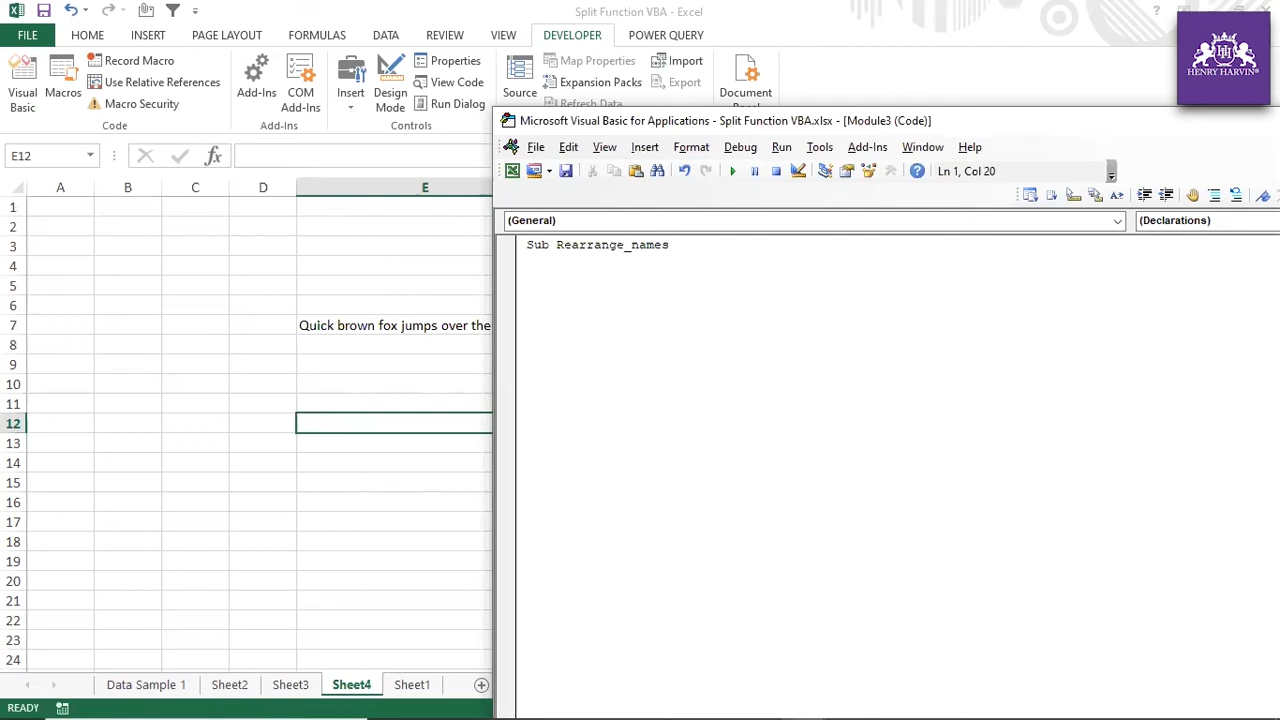 Split Function VBA - Excel
?
FILE HOME INSERT PAGE LAYOUT FORMULAS DATA REVIEW VIEW DEVELOPER POWER QUERY
HENRY HARVIN®
Visual Basic
Macros
Record Macro
Use Relative References
Macro Security
Code
Add-Ins
COM Add-Ins
Add-Ins
Insert
Design Mode
Properties
View Code
Run Dialog
Controls
Source
Map Properties
Expansion Packs
Refresh Data
Import
Export
Document
E12
fx
Microsoft Visual Basic for Applications - Split Function VBA.xlsx - [Module3 (Code)]
File Edit View Insert Format Debug Run Tools Add-Ins Window Help
Ln 1, Col 20
(General) (Declarations)
Sub Rearrange_names
A B C D E
1
2
3
4
5
6
7 Quick brown fox jumps over the
8
9
10
11
12
13
14
15
16
17
18
19
20
21
22
23
24
Data Sample 1 Sheet2 Sheet3 Sheet4 Sheet1
READY